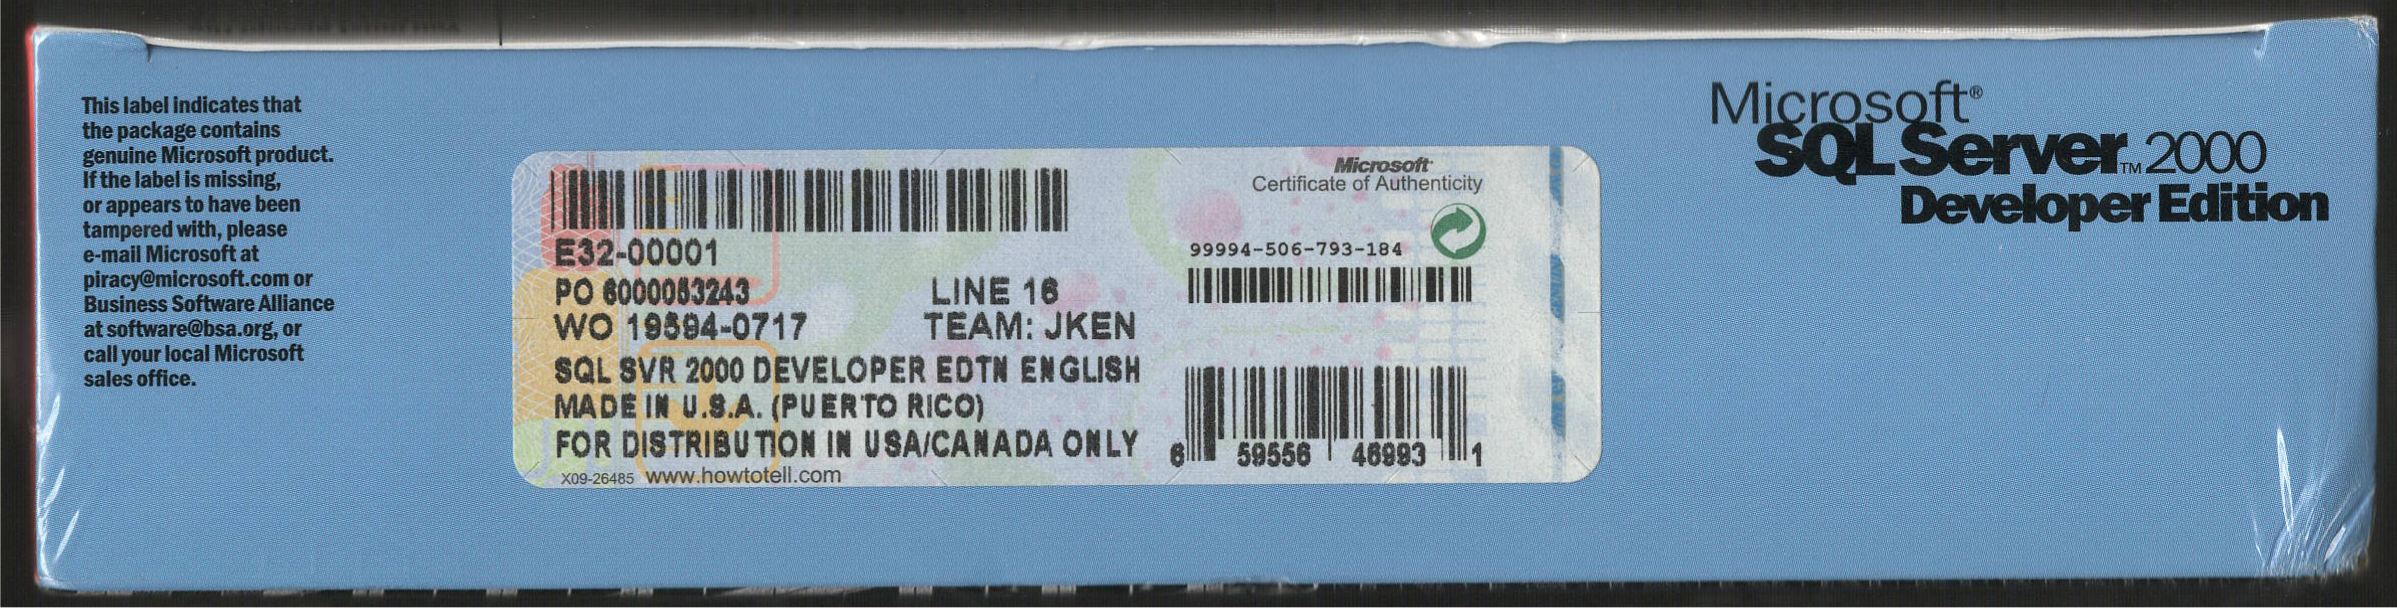 This label indicates that
the package contains
genuine Microsoft product.
If the label is missing,
or appears to have been
tampered with, please
e-mail Microsoft at
piracy@microsoft.com or
Business Software Alliance
at software@bsa.org, or
call your local Microsoft
sales office.
E32-00001
PO 6000053243
LINE 16
WO 19594-0717
TEAM: JKEN
SQL SVR 2000 DEVELOPER EDTN ENGLISH
MADE IN U.S.A. (PUERTO RICO)
FOR DISTRIBUTION IN USA/CANADA ONLY
X09-26485 www.howtotell.com
Microsoft
Certificate of Authenticity
99994-506-793-184
6 59556 46993 1
Microsoft®
SQL Server™ 2000
Developer Edition